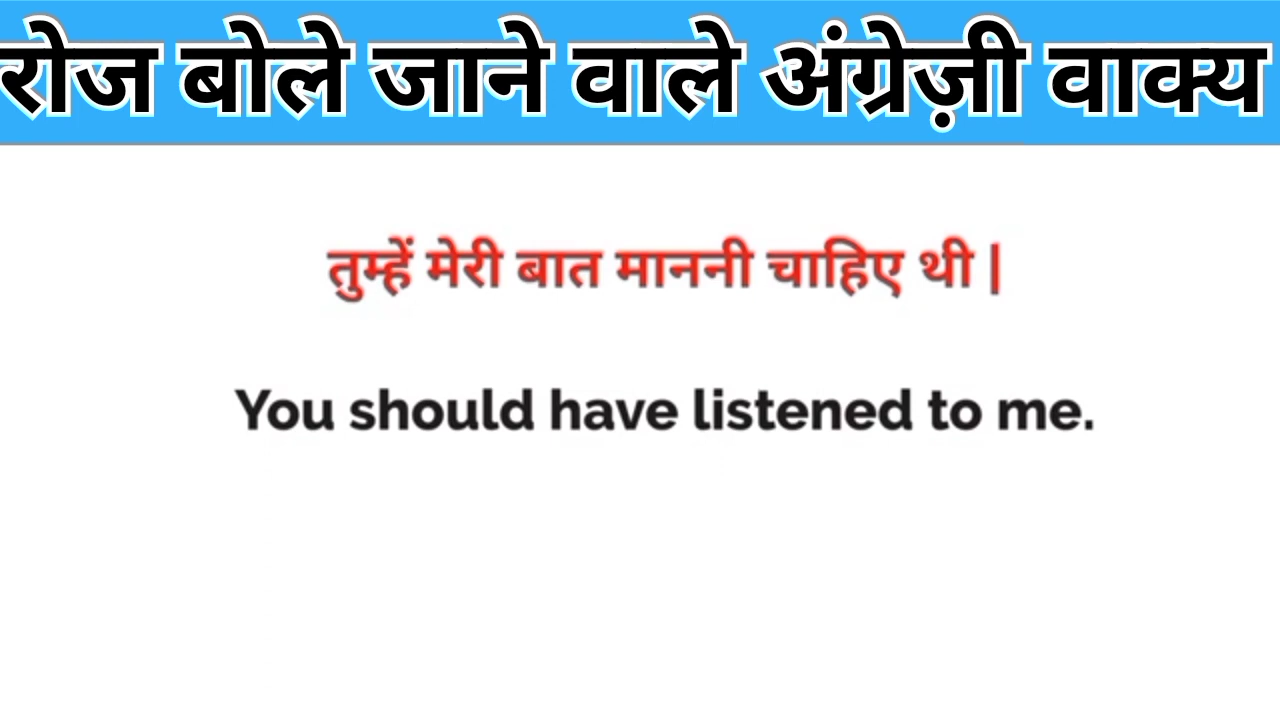 रोज बोले जाने वाले अंग्रेज़ी वाक्य
तुम्हें मेरी बात माननी चाहिए थी |
You should have listened to me.